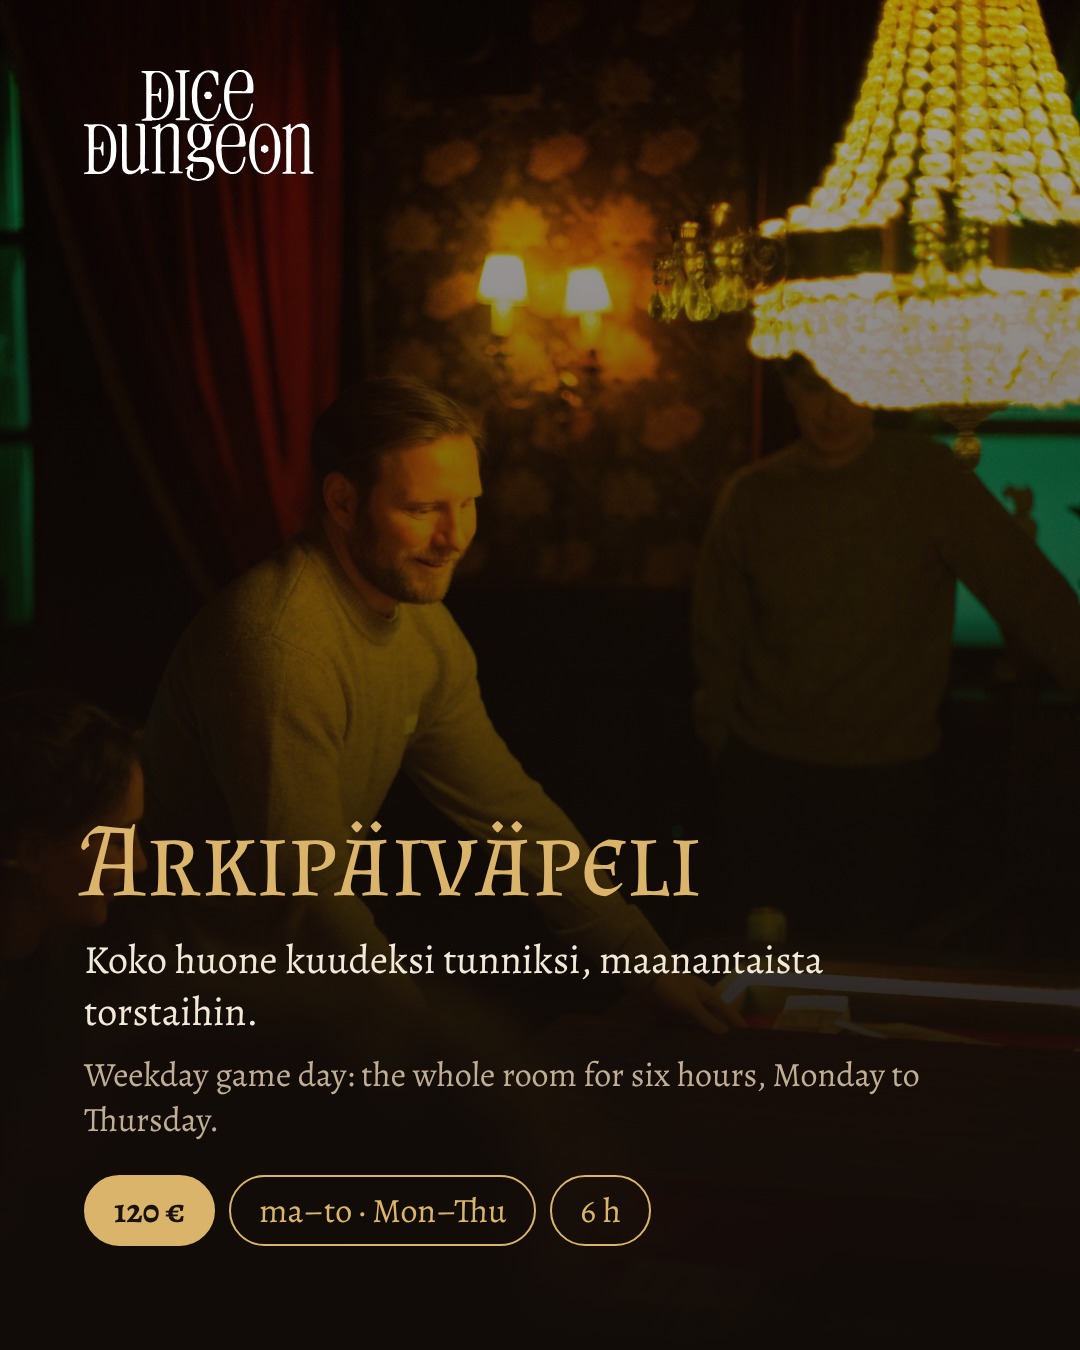 Dice
Dungeon
Arkipäiväpeli
Koko huone kuudeksi tunniksi, maanantaista
torstaihin.
Weekday game day: the whole room for six hours, Monday to
Thursday.
120 €
ma–to · Mon–Thu
6 h